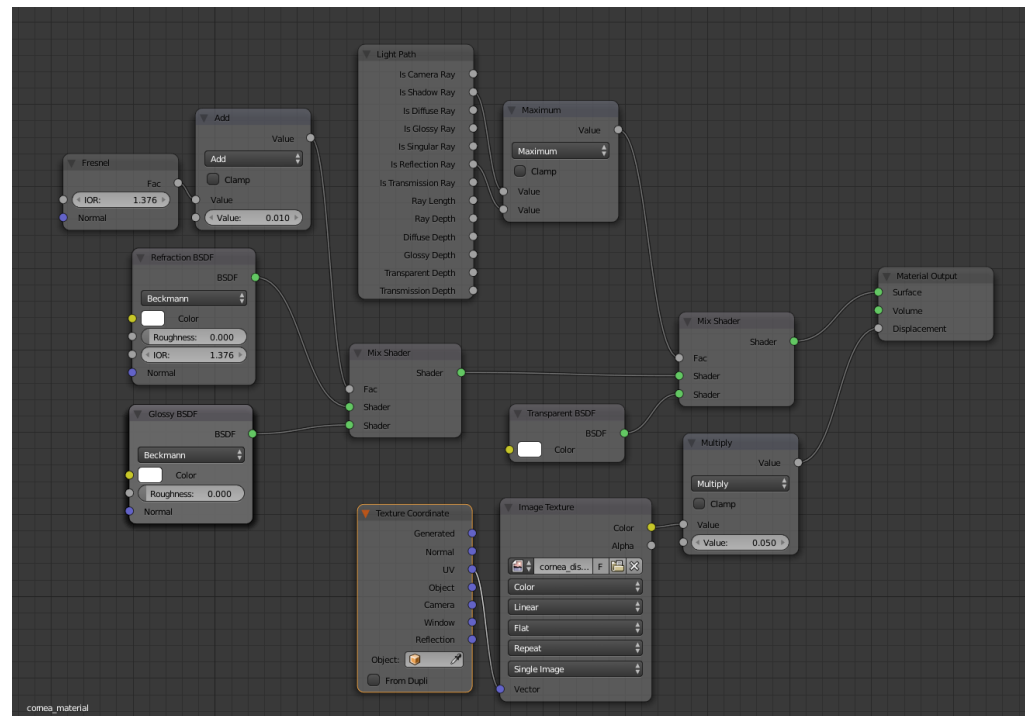 Light Path
Is Camera Ray
Is Shadow Ray
Is Diffuse Ray
Is Glossy Ray
Is Singular Ray
Is Reflection Ray
Is Transmission Ray
Ray Length
Ray Depth
Diffuse Depth
Glossy Depth
Transparent Depth
Transmission Depth
Maximum
Value
Maximum
Clamp
Value
Value
Add
Value
Add
Clamp
Value
Value: 0.010
Fresnel
Fac
IOR: 1.376
Normal
Refraction BSDF
BSDF
Beckmann
Color
Roughness: 0.000
IOR: 1.376
Normal
Glossy BSDF
BSDF
Beckmann
Color
Roughness: 0.000
Normal
Mix Shader
Shader
Fac
Shader
Shader
Mix Shader
Shader
Fac
Shader
Shader
Material Output
Surface
Volume
Displacement
Transparent BSDF
BSDF
Color
Multiply
Value
Multiply
Clamp
Value
Value: 0.050
Texture Coordinate
Generated
Normal
UV
Object
Camera
Window
Reflection
Object:
From Dupli
Image Texture
Color
Alpha
cornea_dis... F
Color
Linear
Flat
Repeat
Single Image
Vector
cornea_material